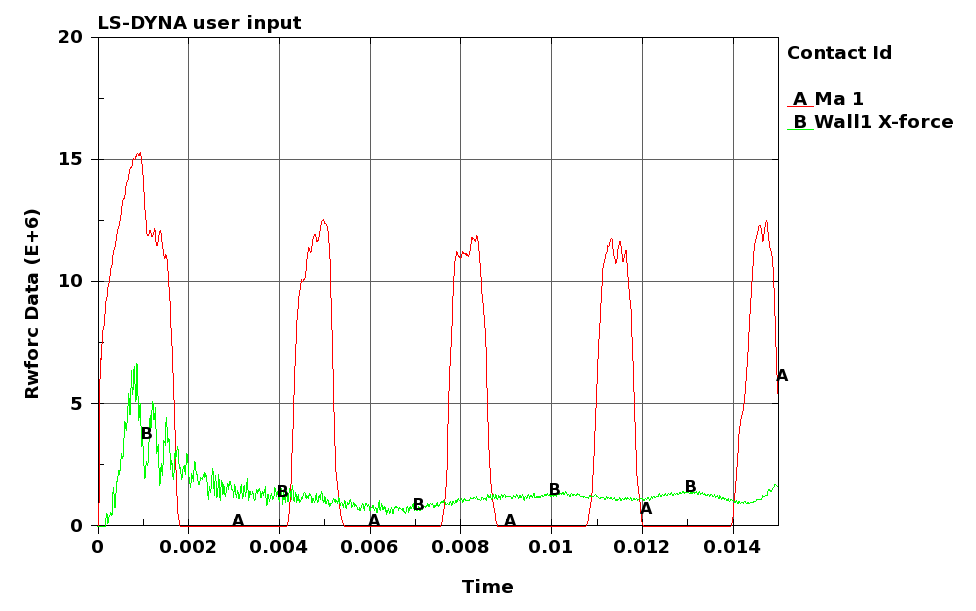 LS-DYNA user input
Contact Id
A Ma 1
B Wall1 X-force
Rwforc Data (E+6)
20
15
10
5
0
A
B
B
B
B
B
A
A
A
A
0 0.002 0.004 0.006 0.008 0.01 0.012 0.014
Time